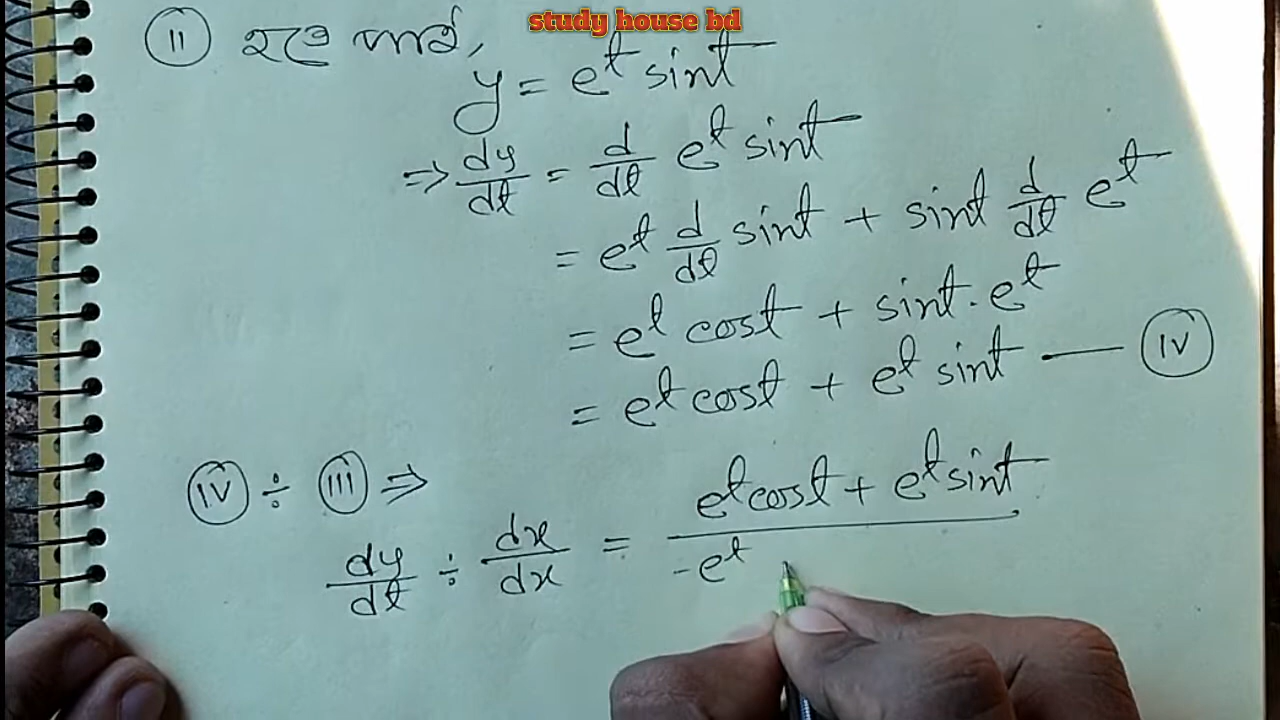 study house bd
(II) হতে পাই,
y = e^t sint
⇒ dy/dt = d/dt e^t sint
= e^t d/dt sint + sint d/dt e^t
= e^t cost + sint · e^t
= e^t cost + e^t sint — (IV)
(IV) ÷ (III) ⇒
dy/dt ÷ dx/dx = e^t cost + e^t sint / -e^t